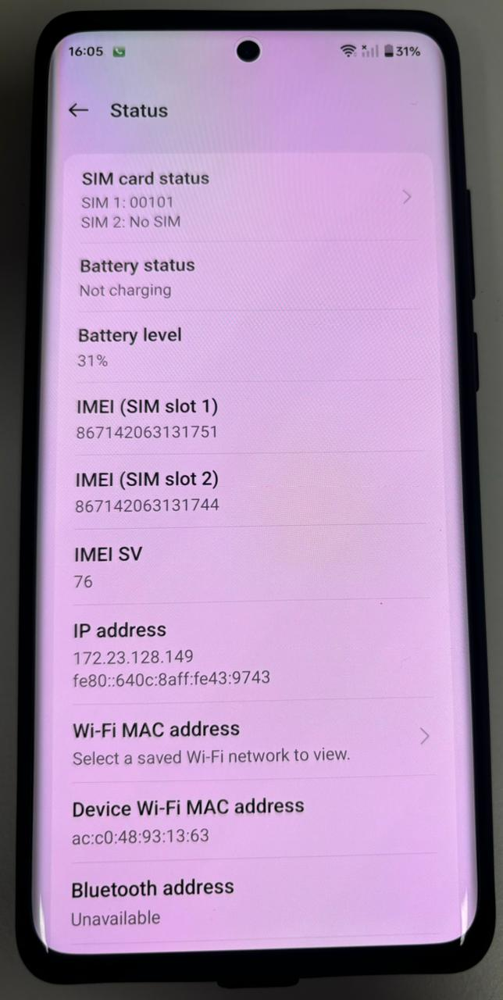 16:05
31%
Status
SIM card status
SIM 1: 00101
SIM 2: No SIM
Battery status
Not charging
Battery level
31%
IMEI (SIM slot 1)
867142063131751
IMEI (SIM slot 2)
867142063131744
IMEI SV
76
IP address
172.23.128.149
fe80::640c:8aff:fe43:9743
Wi-Fi MAC address
Select a saved Wi-Fi network to view.
Device Wi-Fi MAC address
ac:c0:48:93:13:63
Bluetooth address
Unavailable